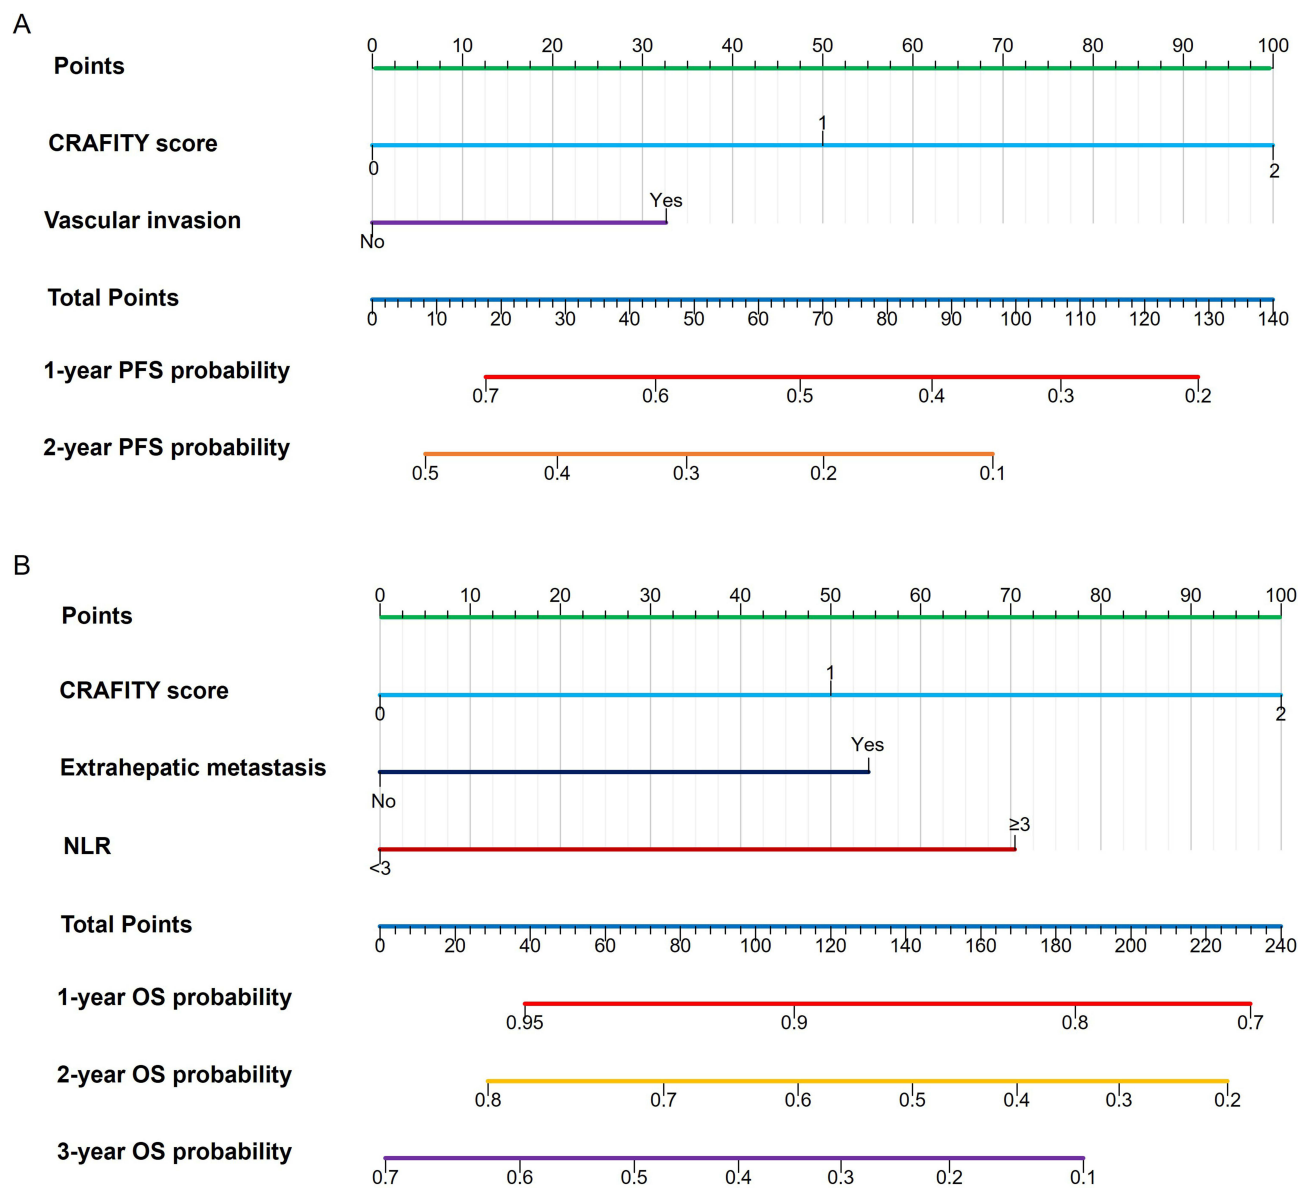 A
0 10 20 30 40 50 60 70 80 90 100
Points
1
CRAFITY score
0 2
Yes
Vascular invasion
No
Total Points
0 10 20 30 40 50 60 70 80 90 100 110 120 130 140
1-year PFS probability
0.7 0.6 0.5 0.4 0.3 0.2
2-year PFS probability
0.5 0.4 0.3 0.2 0.1
B
0 10 20 30 40 50 60 70 80 90 100
Points
1
CRAFITY score
0 2
Yes
Extrahepatic metastasis
No
≥3
NLR
<3
Total Points
0 20 40 60 80 100 120 140 160 180 200 220 240
1-year OS probability
0.95 0.9 0.8 0.7
2-year OS probability
0.8 0.7 0.6 0.5 0.4 0.3 0.2
3-year OS probability
0.7 0.6 0.5 0.4 0.3 0.2 0.1